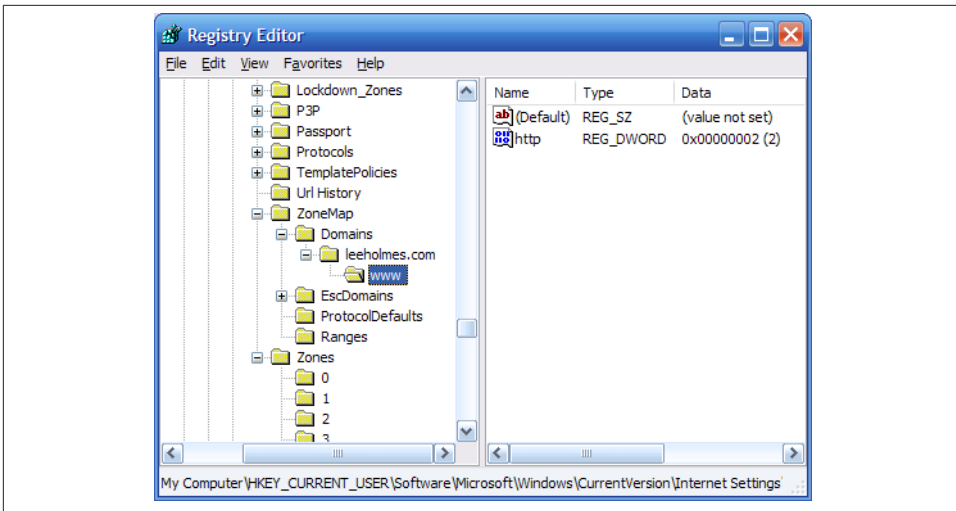 Registry Editor
File Edit View Favorites Help
Lockdown_Zones
P3P
Passport
Protocols
TemplatePolicies
Url History
ZoneMap
Domains
leeholmes.com
www
EscDomains
ProtocolDefaults
Ranges
Zones
0
1
2
3
Name Type Data
(Default) REG_SZ (value not set)
http REG_DWORD 0x00000002 (2)
My Computer\HKEY_CURRENT_USER\Software\Microsoft\Windows\CurrentVersion\Internet Settings